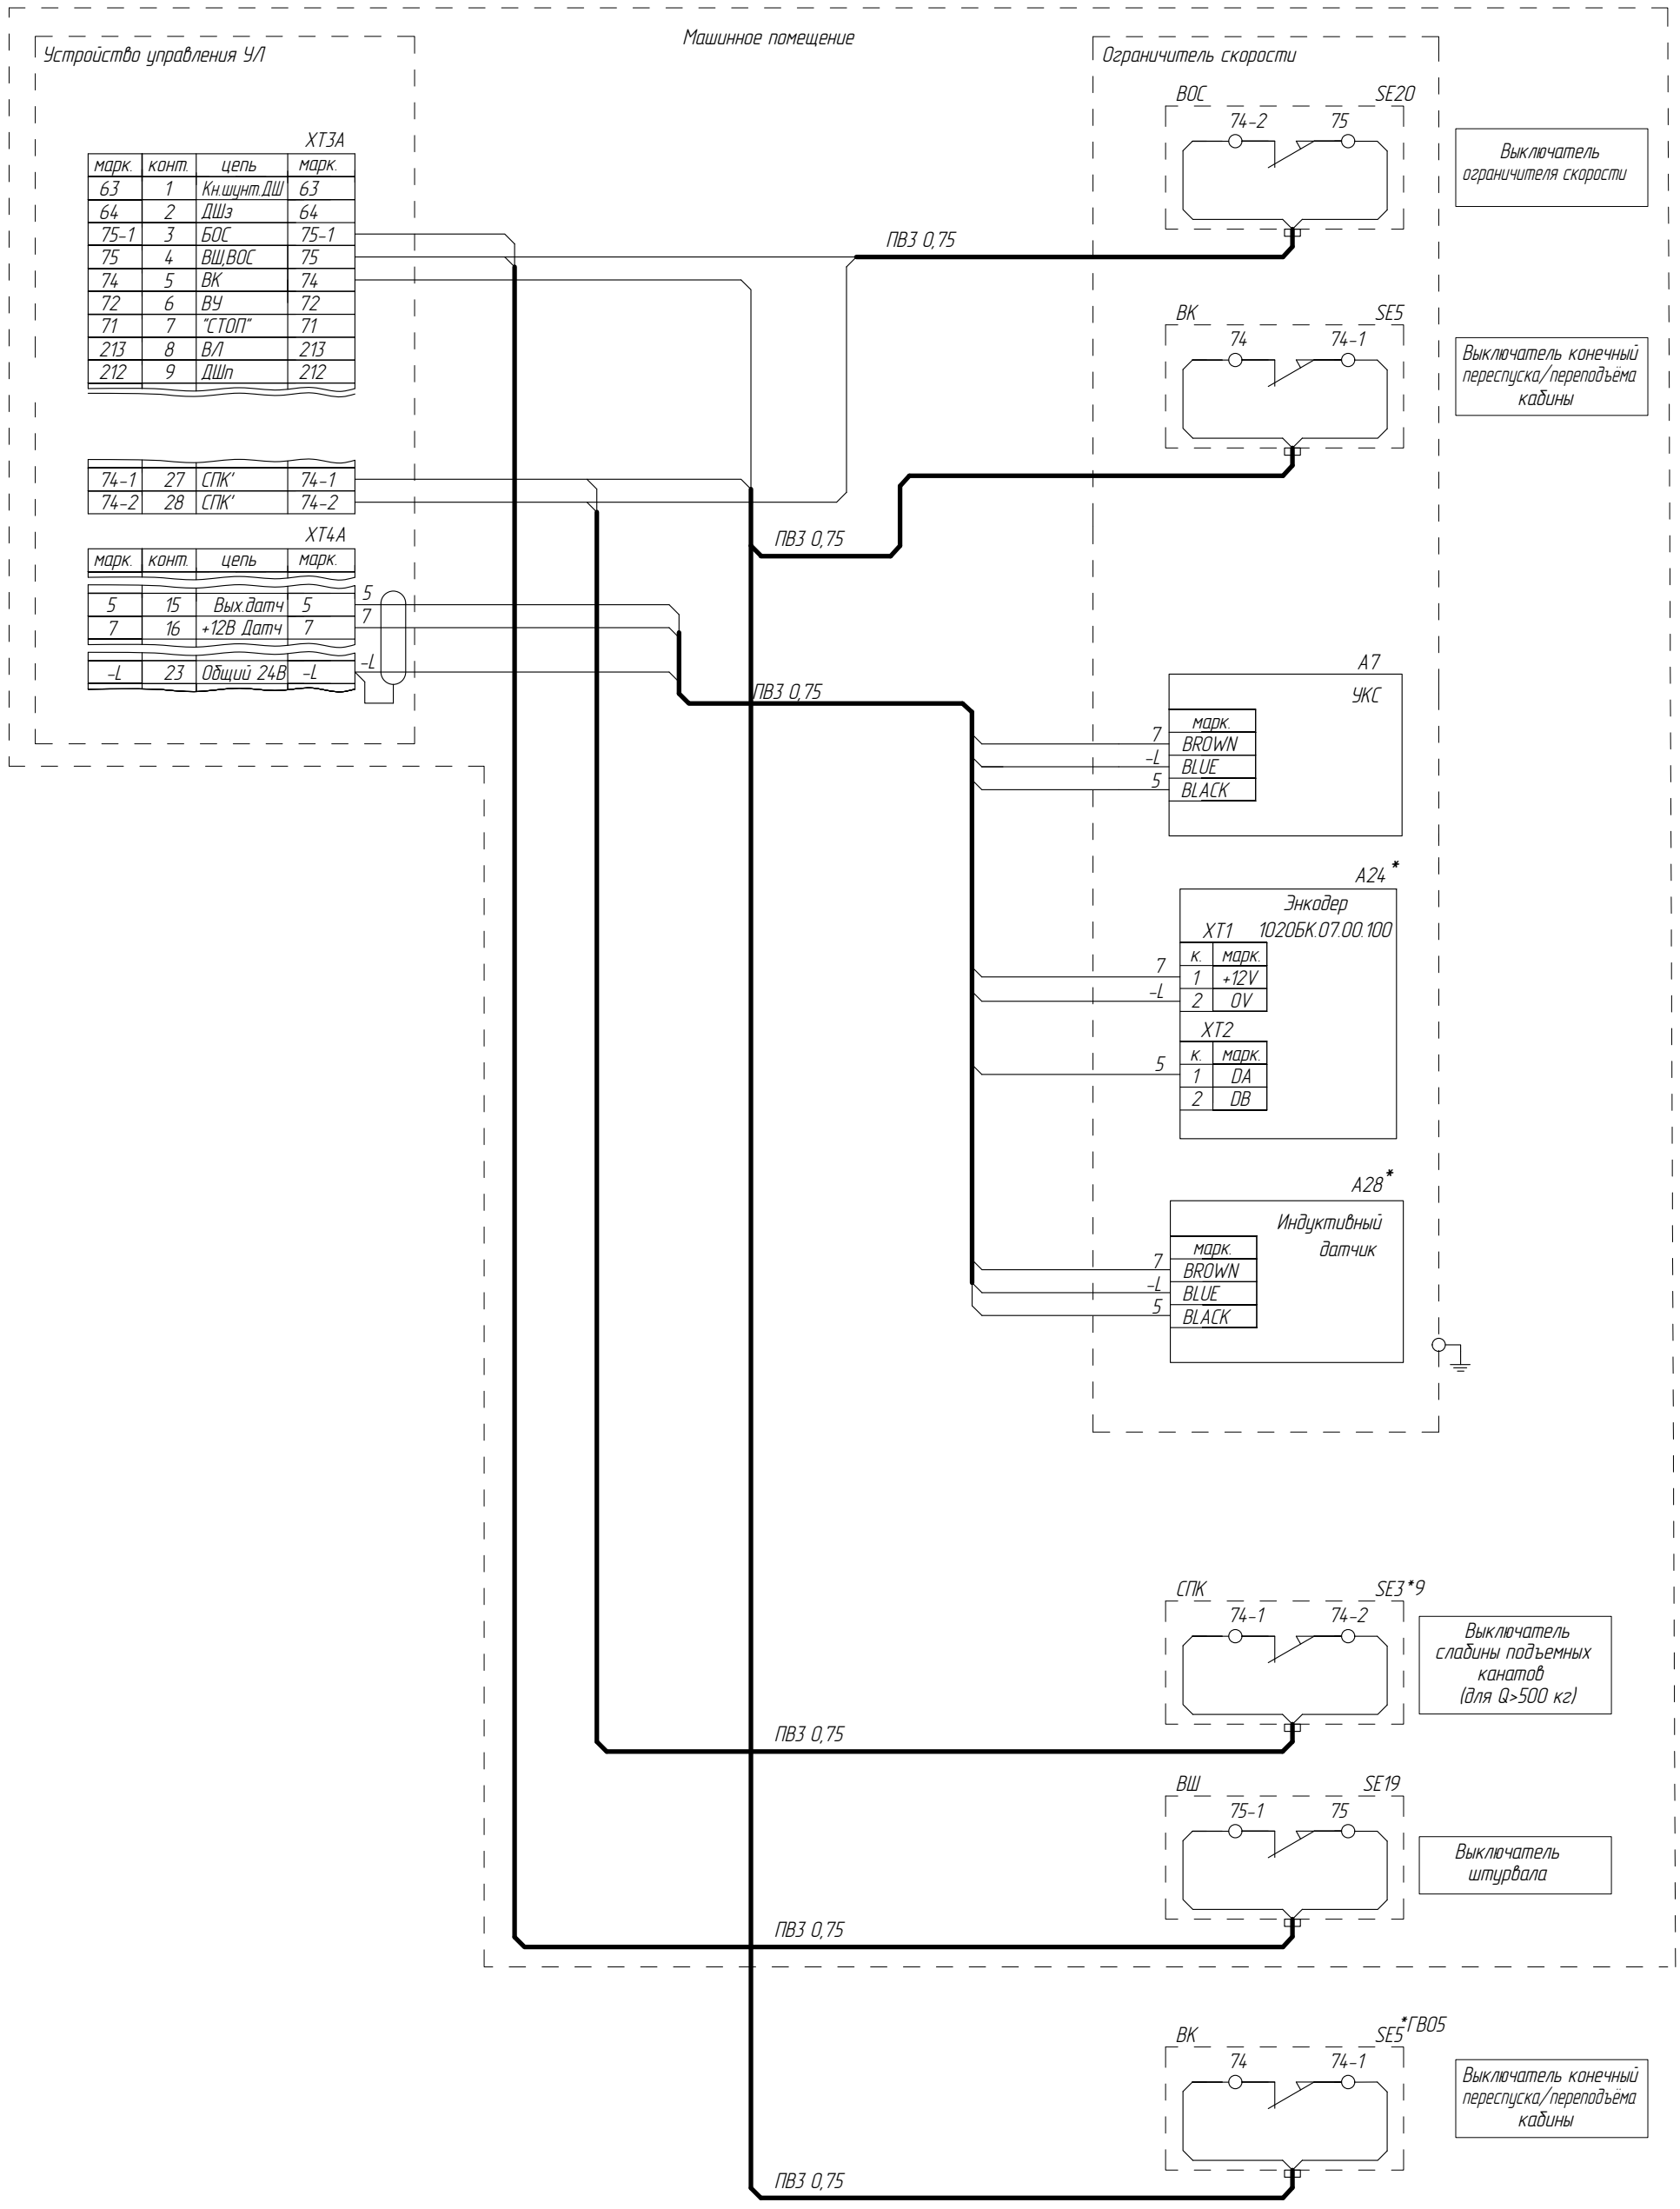 Машинное помещение
Устройство управления УЛ
ХТ3А
марк. конт. цепь марк.
63 1 Кн.шунт.ДШ 63
64 2 ДШз 64
75-1 3 БОС 75-1
75 4 ВШ,ВОС 75
74 5 ВК 74
72 6 ВУ 72
71 7 "СТОП" 71
213 8 ВЛ 213
212 9 ДШп 212
74-1 27 СПК' 74-1
74-2 28 СПК' 74-2
ХТ4А
марк. конт. цепь марк.
5 15 Вых.датч 5
7 16 +12В Датч 7
-L 23 Общий 24В -L
5
7
-L
ПВ3 0,75
ПВ3 0,75
ПВ3 0,75
Ограничитель скорости
ВОС SE20
74-2 75
Выключатель
ограничителя скорости
ВК SE5
74 74-1
Выключатель конечный
переспуска/переподъёма
кабины
А7
УКС
марк.
7 BROWN
-L BLUE
5 BLACK
А24 *
Энкодер
1020БК.07.00.100
ХТ1
к. марк.
7 1 +12V
-L 2 0V
ХТ2
к. марк.
5 1 DA
2 DB
А28 *
Индуктивный
датчик
марк.
7 BROWN
-L BLUE
5 BLACK
СПК SE3 *9
74-1 74-2
Выключатель
слабины подъемных
канатов
(для Q>500 кг)
ПВ3 0,75
ВШ SE19
75-1 75
Выключатель
штурвала
ПВ3 0,75
ВК SE5 *ГВ05
74 74-1
Выключатель конечный
переспуска/переподъёма
кабины
ПВ3 0,75